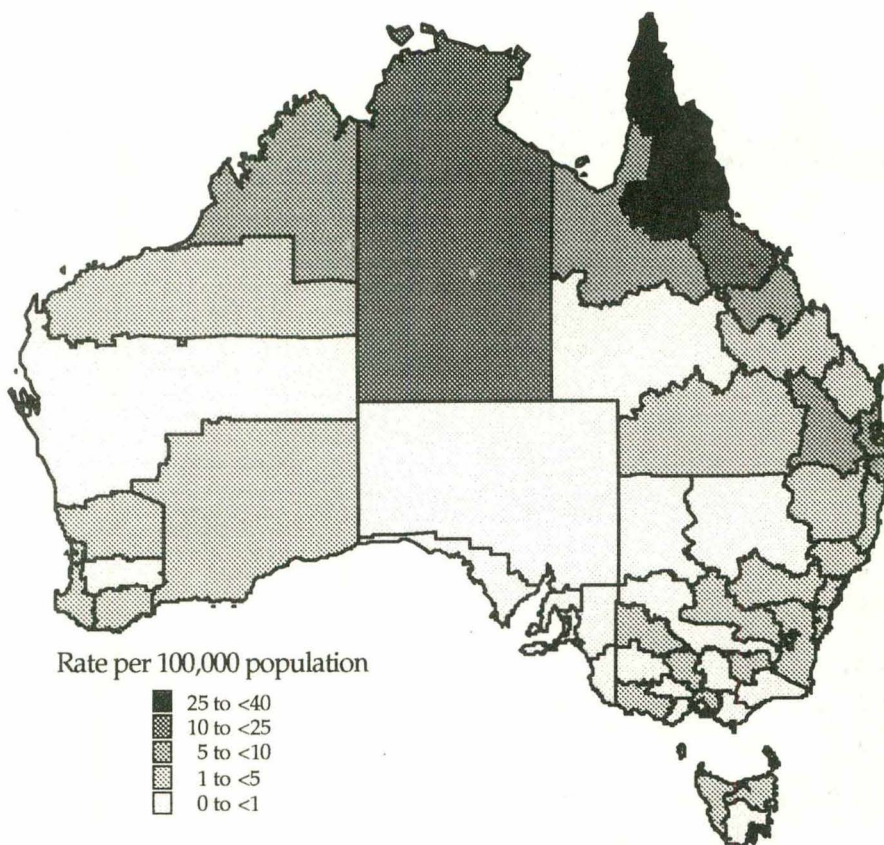 Rate per 100,000 population
25 to <40
10 to <25
5 to <10
1 to <5
0 to <1